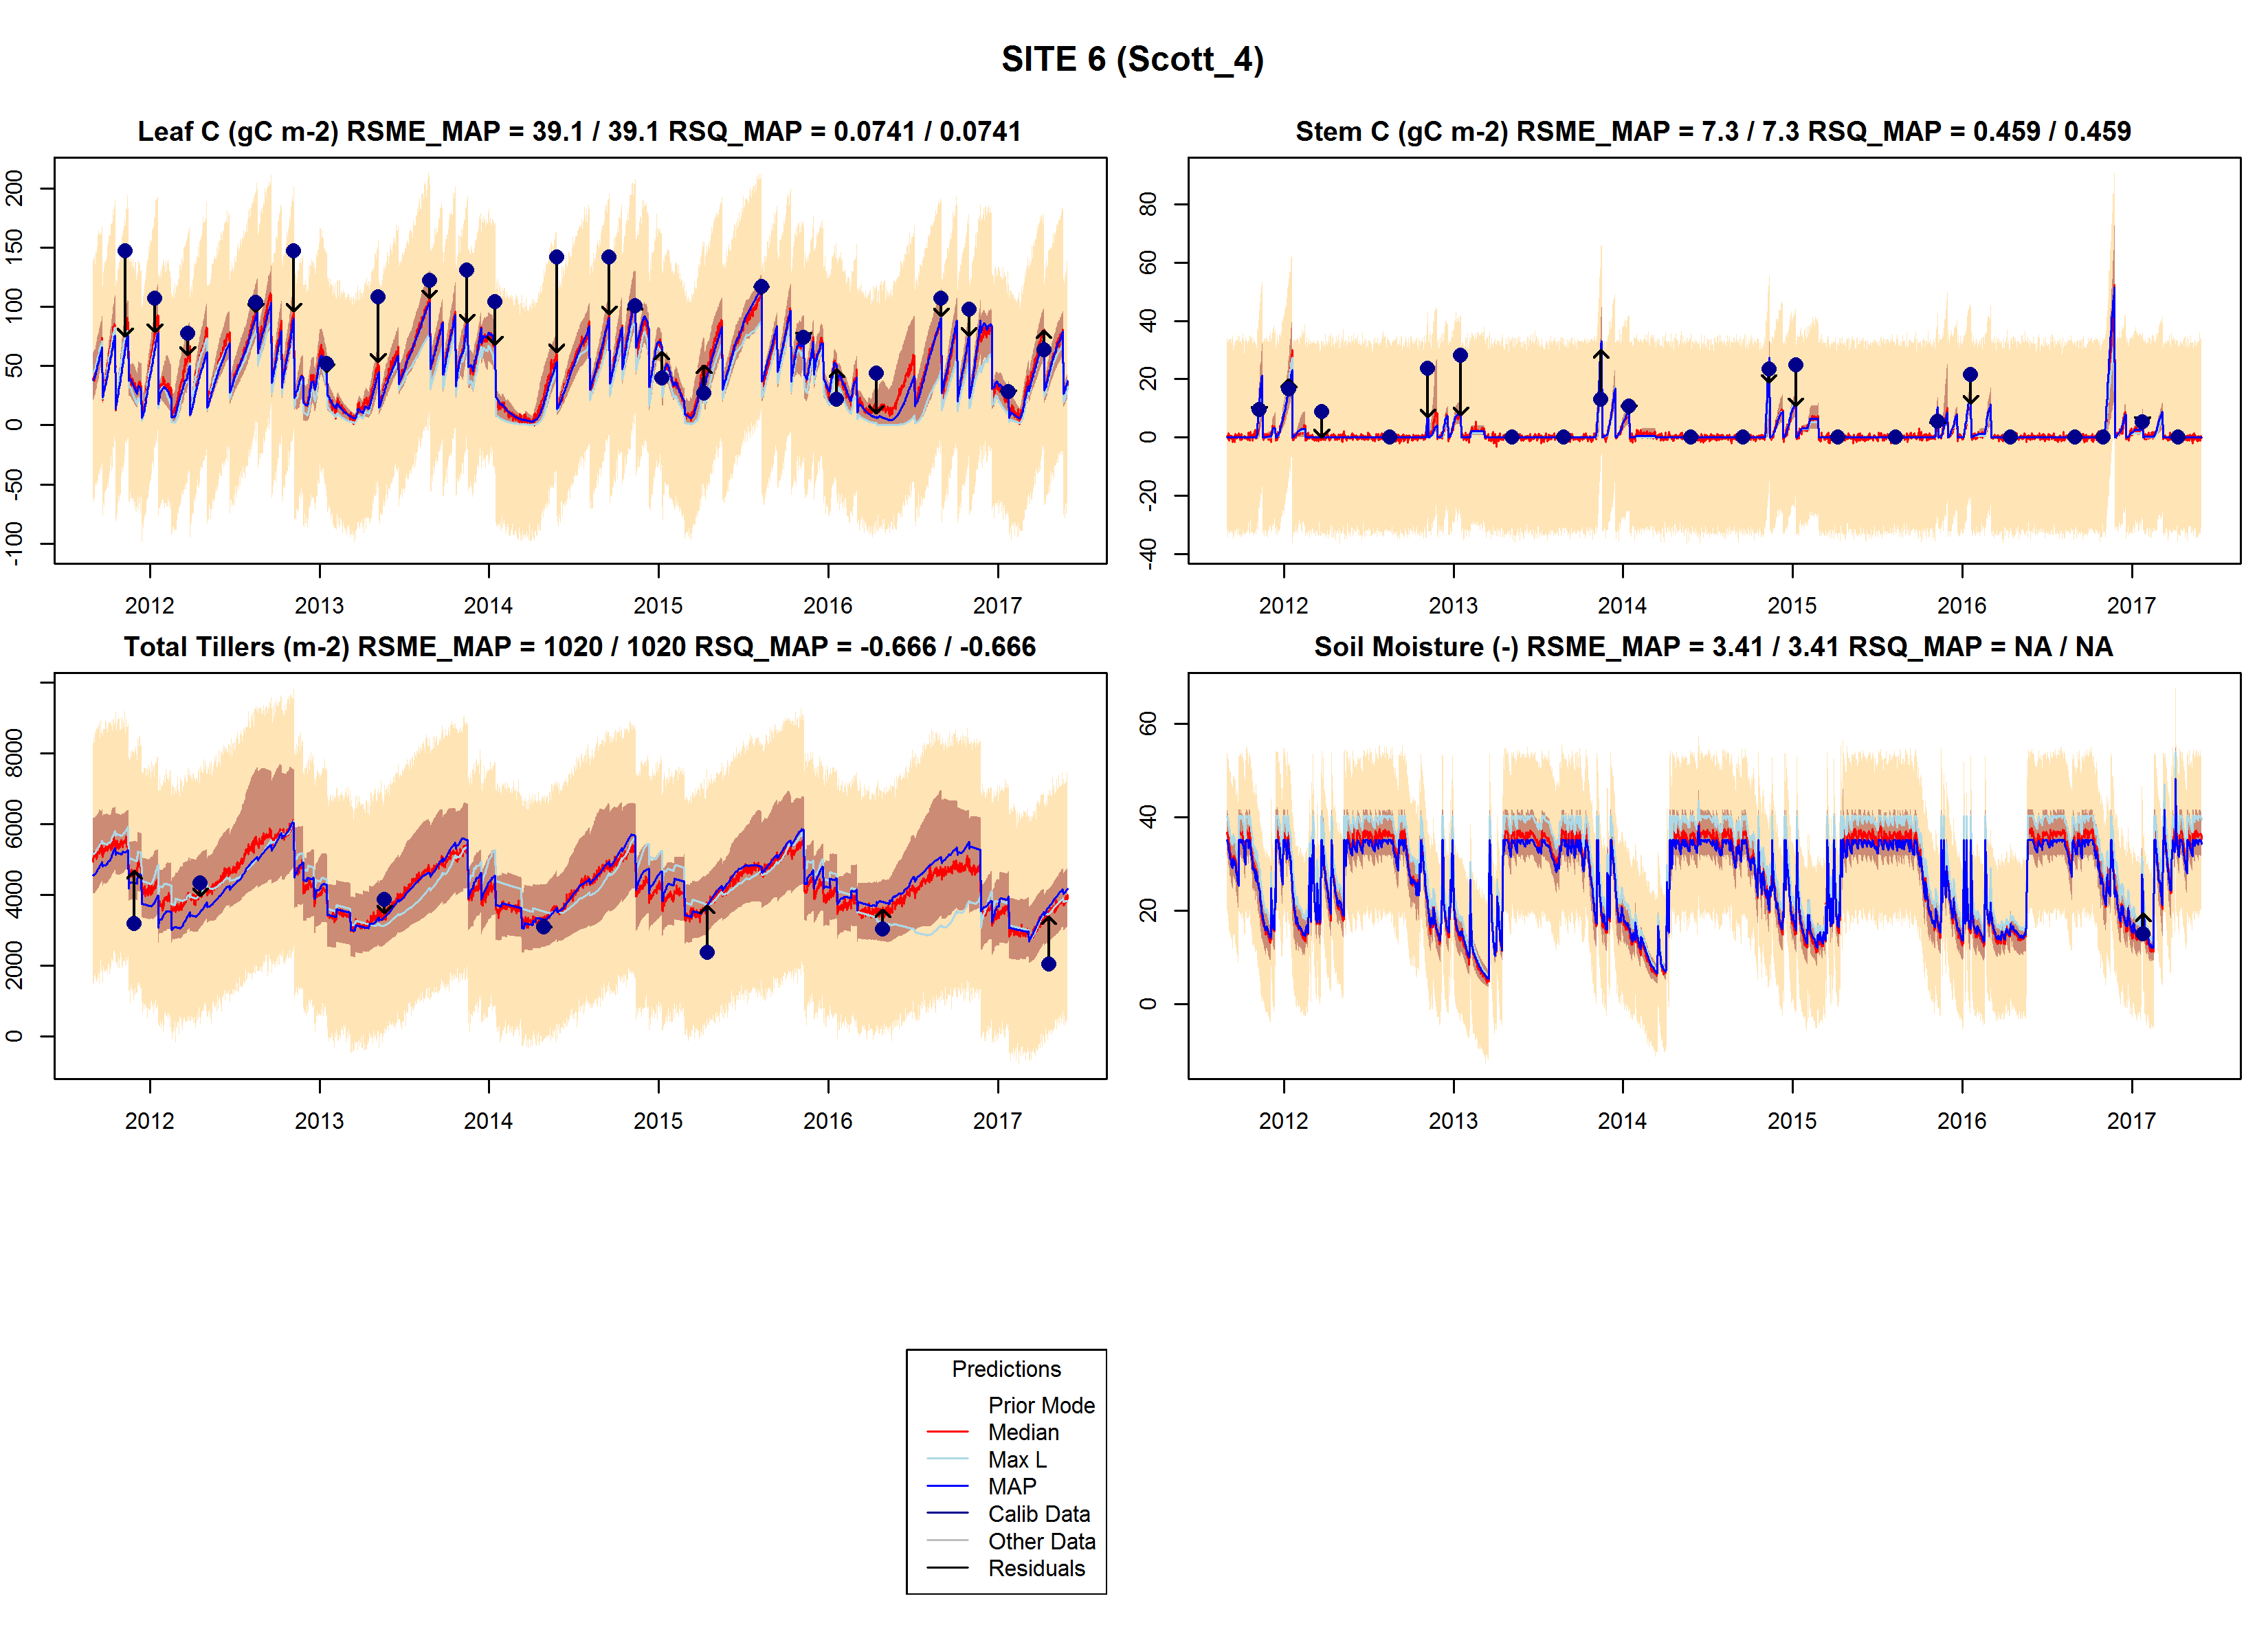 SITE 6 (Scott_4)
Leaf C (gC m-2) RSME_MAP = 39.1 / 39.1 RSQ_MAP = 0.0741 / 0.0741
200
150
100
50
0
-50
-100
2012 2013 2014 2015 2016 2017
Stem C (gC m-2) RSME_MAP = 7.3 / 7.3 RSQ_MAP = 0.459 / 0.459
80
60
40
20
0
-20
-40
2012 2013 2014 2015 2016 2017
Total Tillers (m-2) RSME_MAP = 1020 / 1020 RSQ_MAP = -0.666 / -0.666
8000
6000
4000
2000
0
2012 2013 2014 2015 2016 2017
Soil Moisture (-) RSME_MAP = 3.41 / 3.41 RSQ_MAP = NA / NA
60
40
20
0
2012 2013 2014 2015 2016 2017
Predictions
Prior Mode
Median
Max L
MAP
Calib Data
Other Data
Residuals